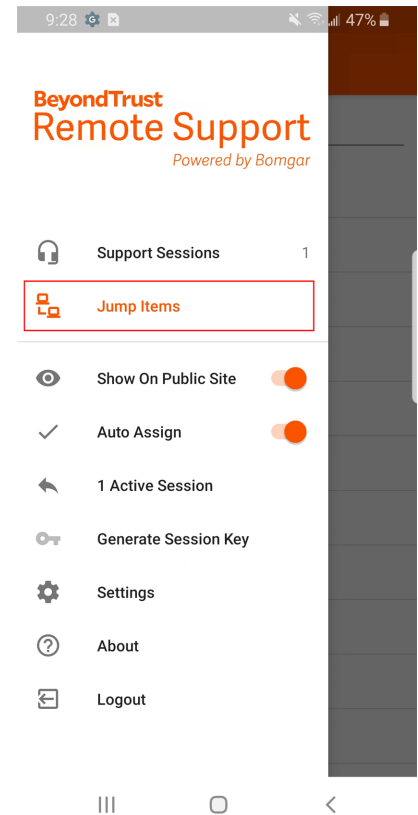 9:28 47%
BeyondTrust
Remote Support
Powered by Bomgar
Support Sessions 1
Jump Items
Show On Public Site
Auto Assign
1 Active Session
Generate Session Key
Settings
About
Logout